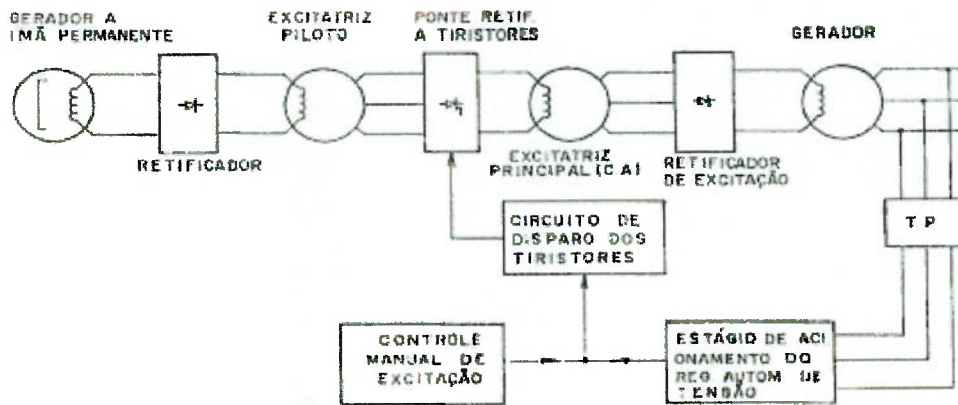 GERADOR A
IMÃ PERMANENTE
EXCITATRIZ
PILOTO
PONTE RETIF.
A TIRISTORES
GERADOR
RETIFICADOR
EXCITATRIZ
PRINCIPAL (C A)
RETIFICADOR
DE EXCITAÇÃO
CIRCUITO DE
DISPARO DOS
TIRISTORES
T P
CONTRÔLE
MANUAL DE
EXCITAÇÃO
ESTÁGIO DE ACI
ONAMENTO DO
REG AUTOM DE
TENSÃO